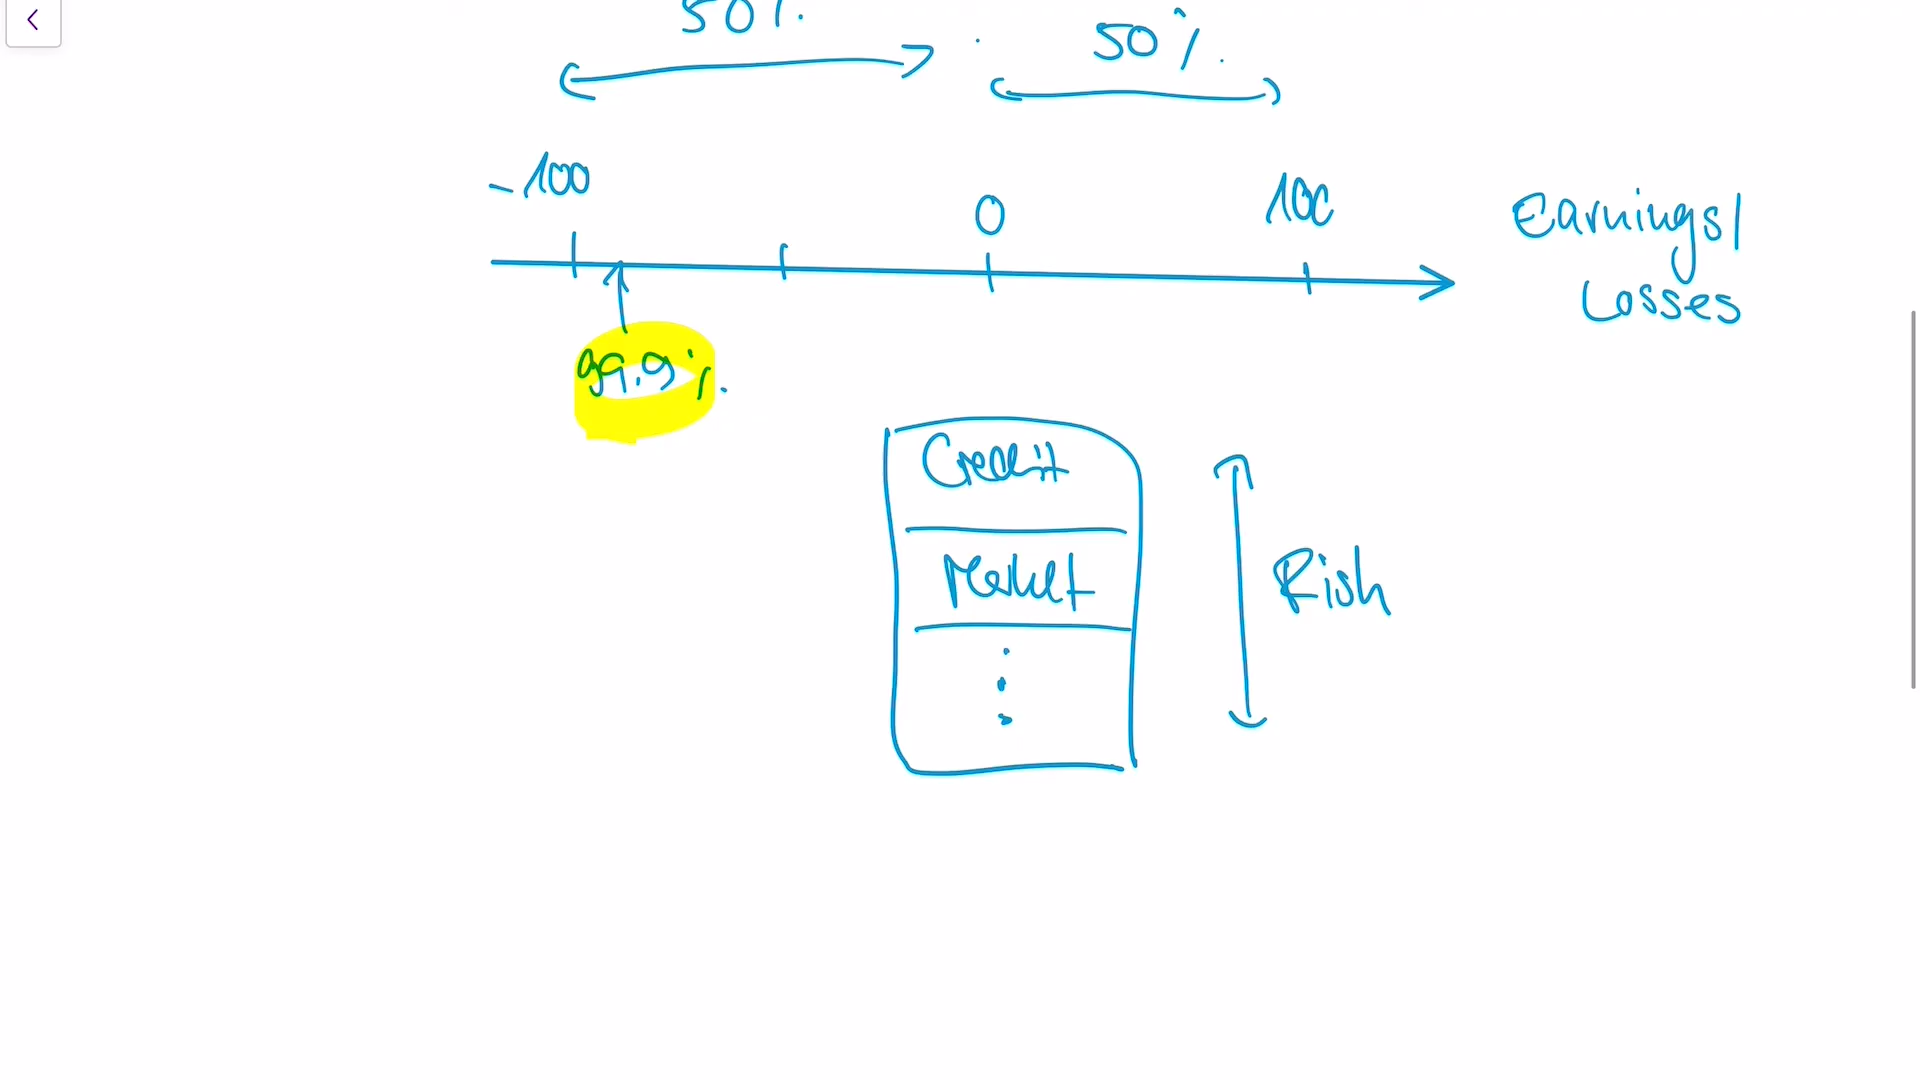 50%.
50%.
-100
0
100
Earnings/
Losses
99.9%.
Credit
Market
Risk